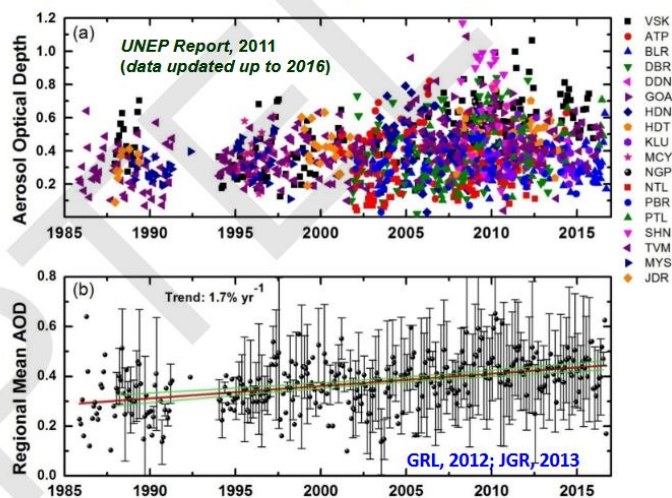 1.2
1.0
0.8
0.6
0.4
0.2
Aerosol Optical Depth
(a)
UNEP Report, 2011
(data updated up to 2016)
1985 1990 1995 2000 2005 2010 2015
VSK
ATP
BLR
DBR
DDN
GOA
HDN
HDT
KLU
MCY
NGP
NTL
PBR
PTL
SHN
TVM
MYS
JDR
0.8
0.6
0.4
0.2
0.0
Regional Mean AOD
(b)
Trend: 1.7% yr-1
GRL, 2012; JGR, 2013
1985 1990 1995 2000 2005 2010 2015